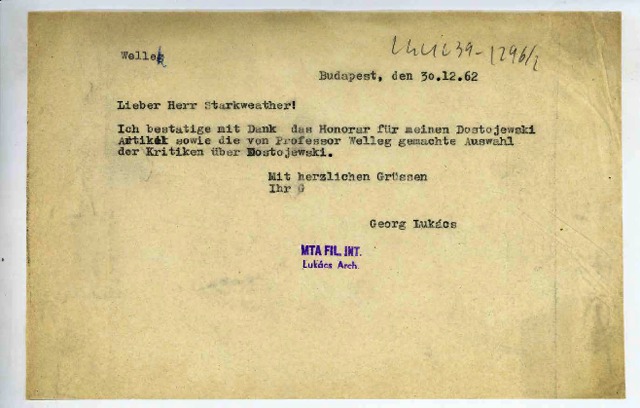 Wellek
Budapest, den 30.12.62
Lieber Herr Starkweather!
Ich bestatige mit Dank das Honorar für meinen Dostojewski
Artikel sowie die von Professor Welleg gemachte Auswahl
der Kritiken über Dostojewski.
Mit herzlichen Grüssen
Ihr G
Georg Lukács
MTA FIL. INT.
Lukács Arch.